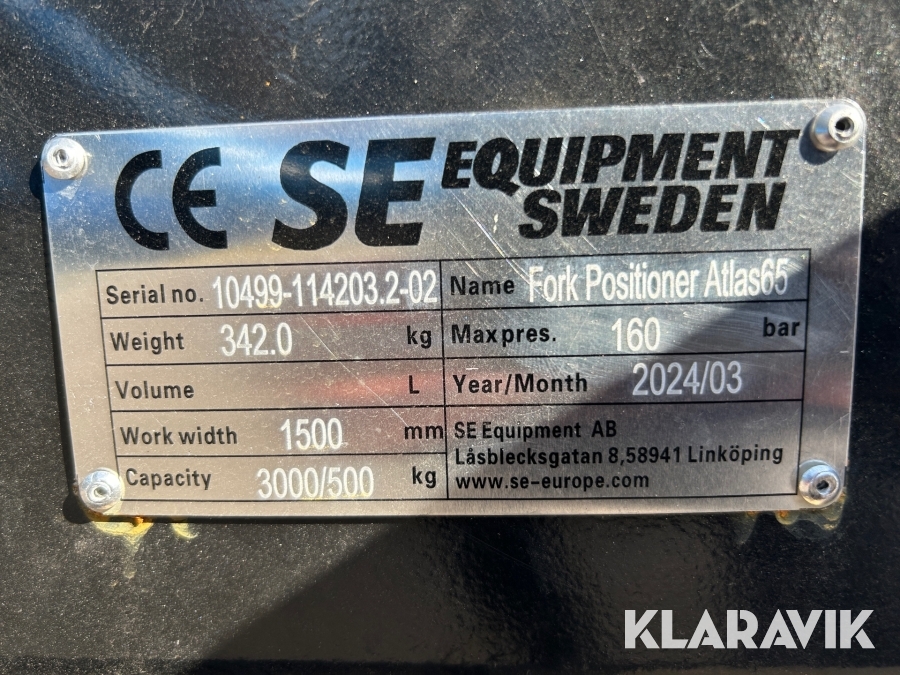 CE SE EQUIPMENT
SWEDEN
Serial no. 10499-114203.2-02 Name Fork Positioner Atlas65
Weight 342.0 kg Max pres. 160 bar
Volume L Year/Month 2024/03
Work width 1500 mm SE Equipment AB
Låsblecksgatan 8,58941 Linköping
Capacity 3000/500 kg www.se-europe.com
KLARAVIK